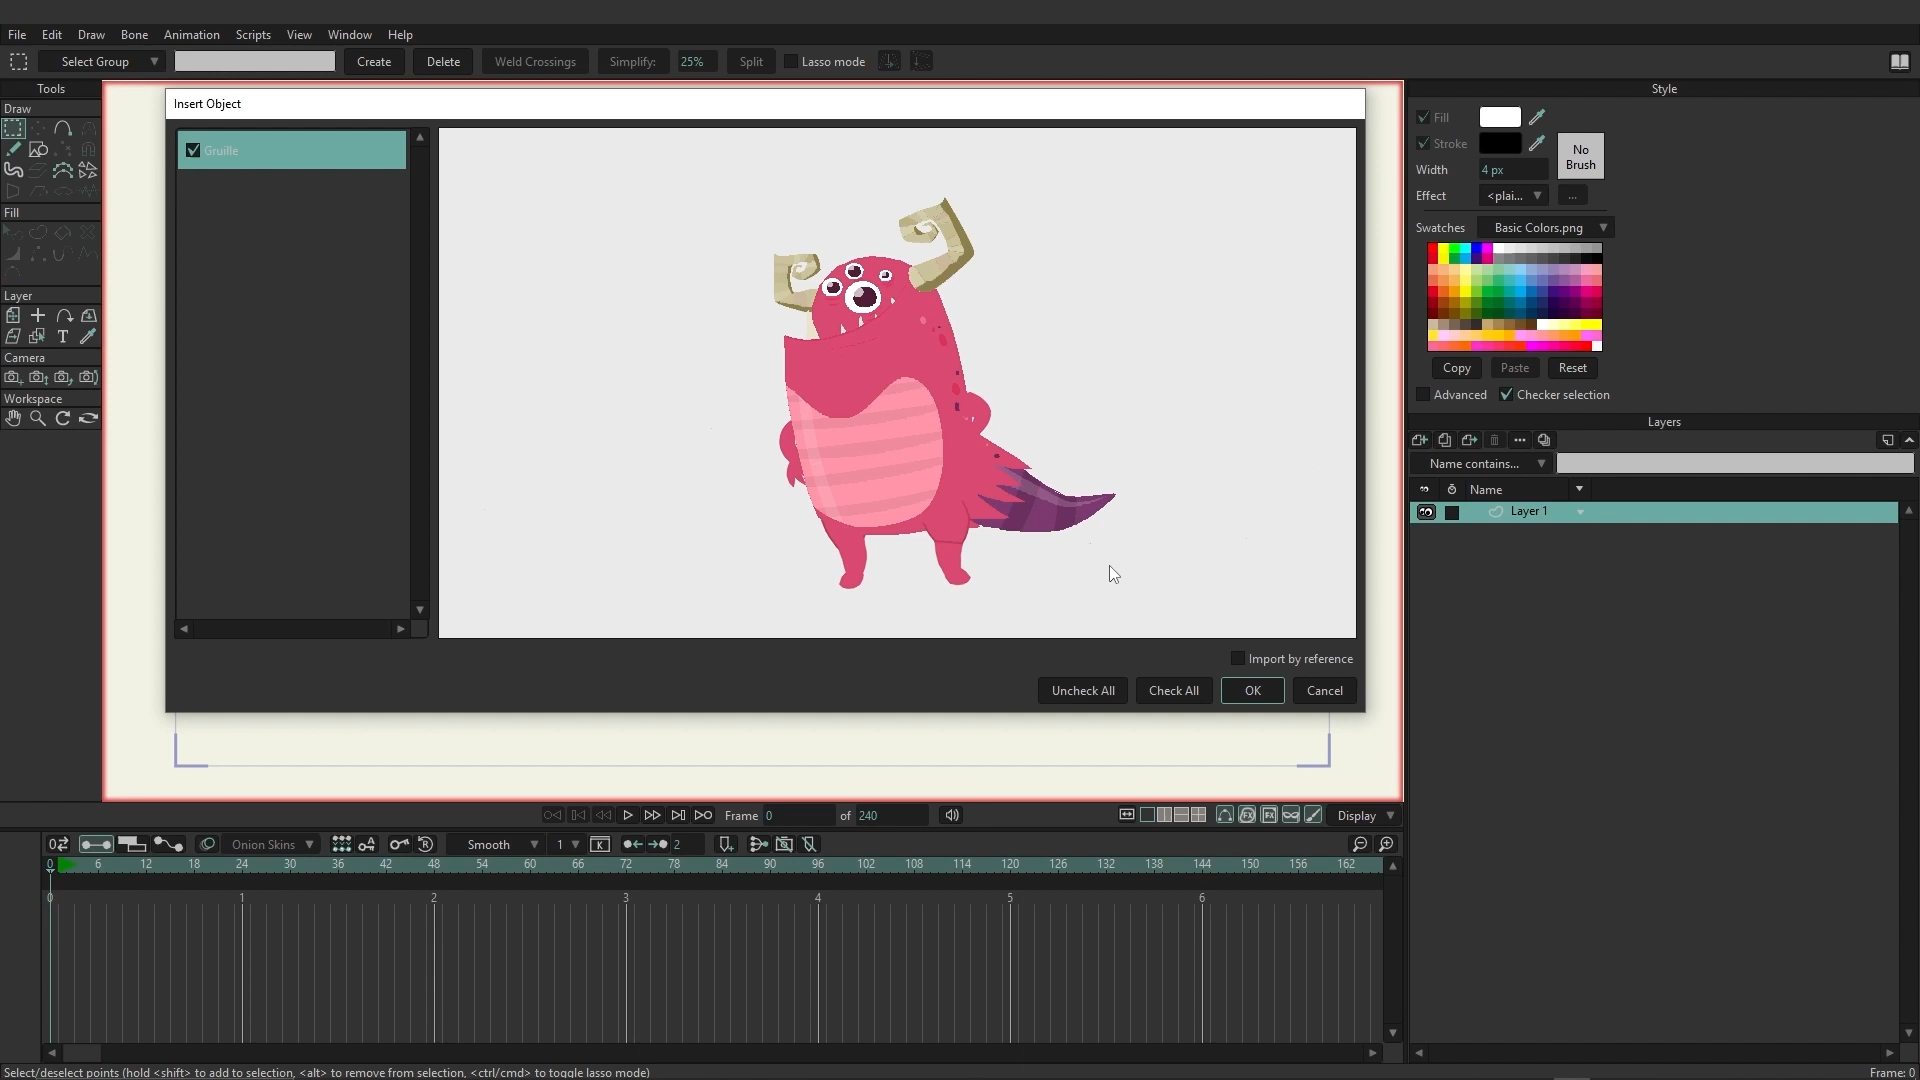 File Edit Draw Bone Animation Scripts View Window Help
Select Group Create Delete Weld Crossings Simplify: 25% Split Lasso mode
Tools
Draw
Fill
Layer
T
Camera
Workspace
Insert Object
Gruille
Import by reference
Uncheck All Check All OK Cancel
Style
Fill
Stroke
No Brush
Width 4 px
Effect <plai... ...
Swatches Basic Colors.png
Copy Paste Reset
Advanced Checker selection
Layers
Name contains...
Name
Layer 1
Frame 0 of 240 Display
Onion Skins Smooth 1 K 2
0 6 12 18 24 30 36 42 48 54 60 66 72 78 84 90 96 102 108 114 120 126 132 138 144 150 156 162
0 1 2 3 4 5 6
Select/deselect points (hold <shift> to add to selection, <alt> to remove from selection, <ctrl/cmd> to toggle lasso mode) Frame: 0